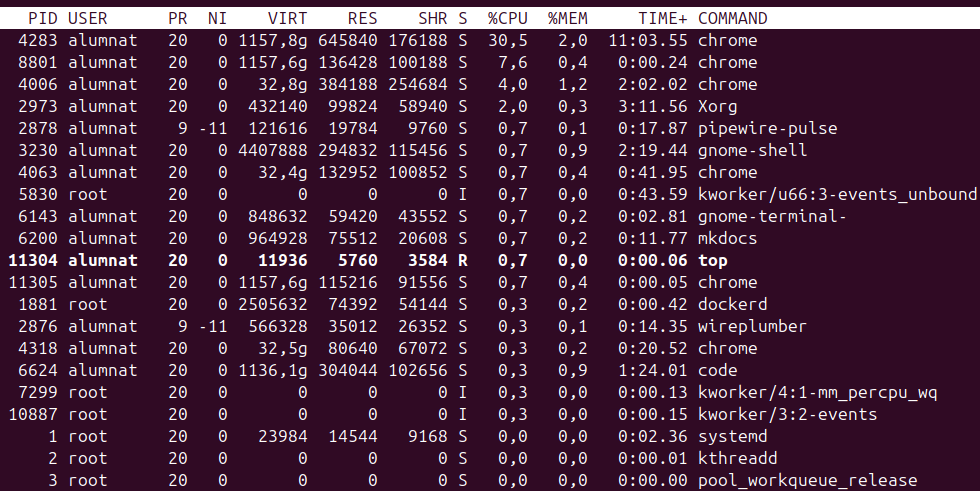 PID USER PR NI VIRT RES SHR S %CPU %MEM TIME+ COMMAND
4283 alumnat 20 0 1157,8g 645840 176188 S 30,5 2,0 11:03.55 chrome
8801 alumnat 20 0 1157,6g 136428 100188 S 7,6 0,4 0:00.24 chrome
4006 alumnat 20 0 32,8g 384188 254684 S 4,0 1,2 2:02.02 chrome
2973 alumnat 20 0 432140 99824 58940 S 2,0 0,3 3:11.56 Xorg
2878 alumnat 9 -11 121616 19784 9760 S 0,7 0,1 0:17.87 pipewire-pulse
3230 alumnat 20 0 4407888 294832 115456 S 0,7 0,9 2:19.44 gnome-shell
4063 alumnat 20 0 32,4g 132952 100852 S 0,7 0,4 0:41.95 chrome
5830 root 20 0 0 0 0 I 0,7 0,0 0:43.59 kworker/u66:3-events_unbound
6143 alumnat 20 0 848632 59420 43552 S 0,7 0,2 0:02.81 gnome-terminal-
6200 alumnat 20 0 964928 75512 20608 S 0,7 0,2 0:11.77 mkdocs
11304 alumnat 20 0 11936 5760 3584 R 0,7 0,0 0:00.06 top
11305 alumnat 20 0 1157,6g 115216 91556 S 0,7 0,4 0:00.05 chrome
1881 root 20 0 2505632 74392 54144 S 0,3 0,2 0:00.42 dockerd
2876 alumnat 9 -11 566328 35012 26352 S 0,3 0,1 0:14.35 wireplumber
4318 alumnat 20 0 32,5g 80640 67072 S 0,3 0,2 0:20.52 chrome
6624 alumnat 20 0 1136,1g 304044 102656 S 0,3 0,9 1:24.01 code
7299 root 20 0 0 0 0 I 0,3 0,0 0:00.13 kworker/4:1-mm_percpu_wq
10887 root 20 0 0 0 0 I 0,3 0,0 0:00.15 kworker/3:2-events
1 root 20 0 23984 14544 9168 S 0,0 0,0 0:02.36 systemd
2 root 20 0 0 0 0 S 0,0 0,0 0:00.01 kthreadd
3 root 20 0 0 0 0 S 0,0 0,0 0:00.00 pool_workqueue_release